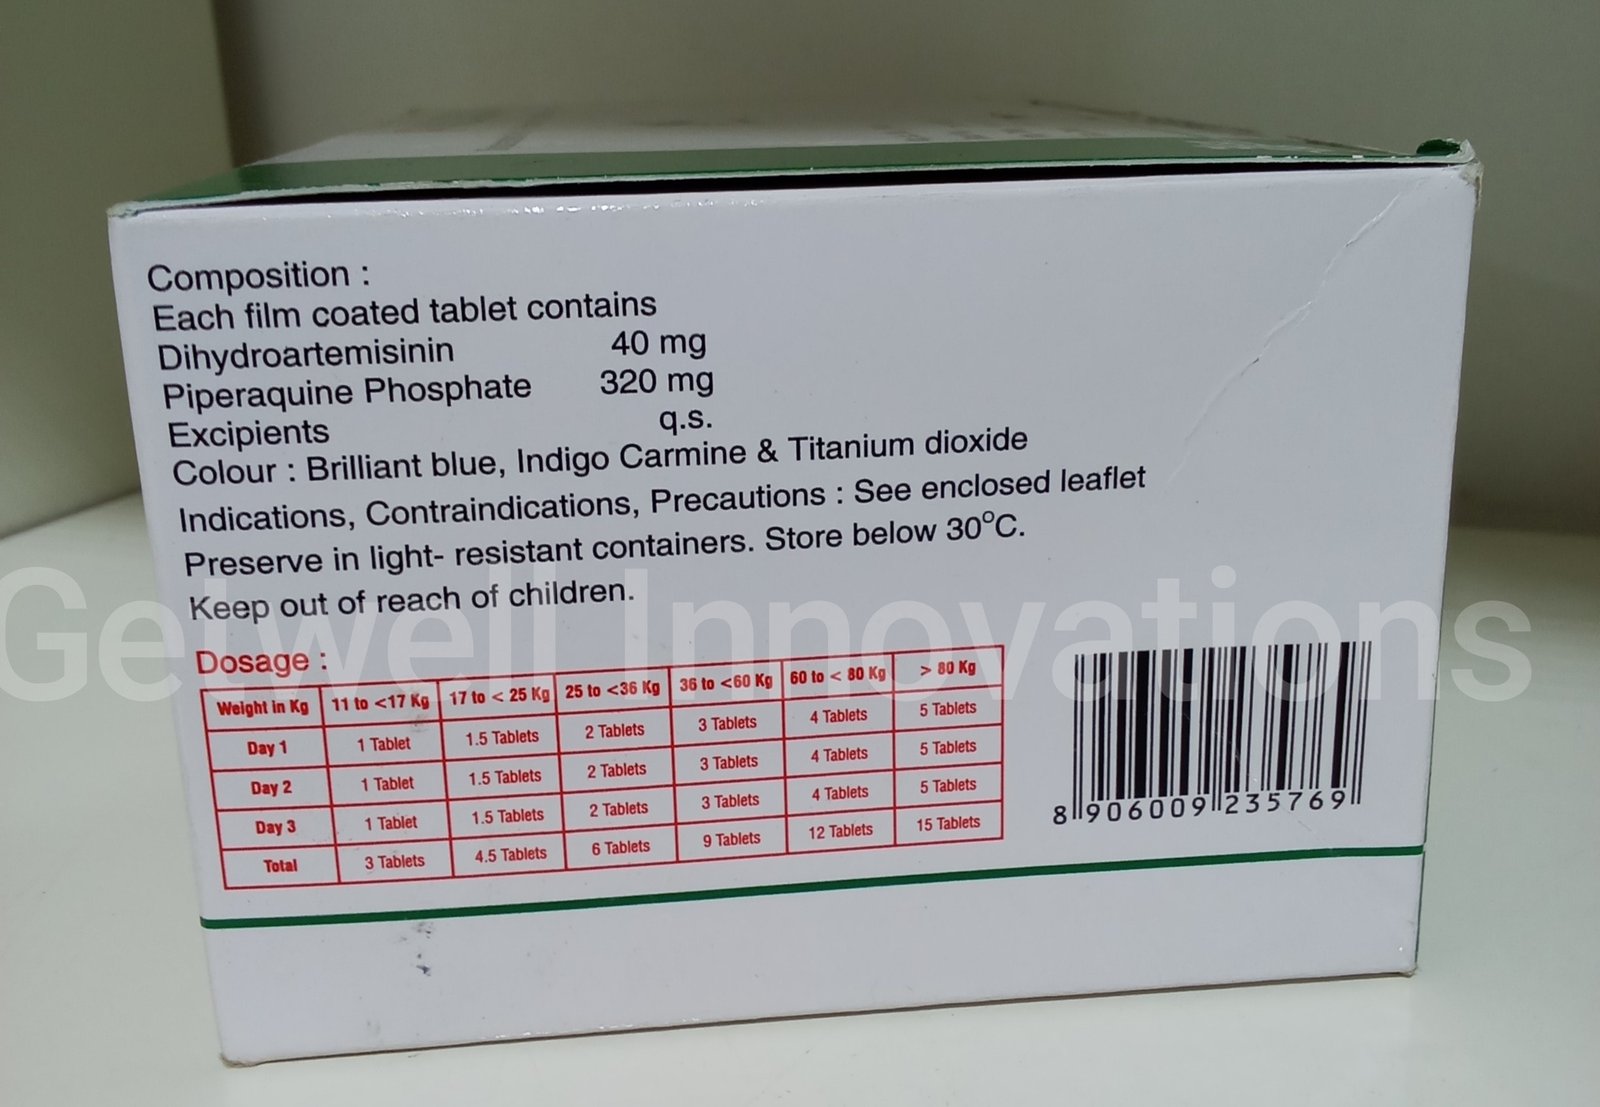 Composition :
Each film coated tablet contains
Dihydroartemisinin 40 mg
Piperaquine Phosphate 320 mg
Excipients q.s.
Colour : Brilliant blue, Indigo Carmine & Titanium dioxide
Indications, Contraindications, Precautions : See enclosed leaflet
Preserve in light- resistant containers. Store below 30°C.
Keep out of reach of children.
Getwell Innovations
Dosage :
Weight in Kg 11 to <17 Kg 17 to < 25 Kg 25 to <36 Kg 36 to <60 Kg 60 to < 80 Kg > 80 Kg
Day 1 1 Tablet 1.5 Tablets 2 Tablets 3 Tablets 4 Tablets 5 Tablets
Day 2 1 Tablet 1.5 Tablets 2 Tablets 3 Tablets 4 Tablets 5 Tablets
Day 3 1 Tablet 1.5 Tablets 2 Tablets 3 Tablets 4 Tablets 5 Tablets
Total 3 Tablets 4.5 Tablets 6 Tablets 9 Tablets 12 Tablets 15 Tablets
8 906009 235769